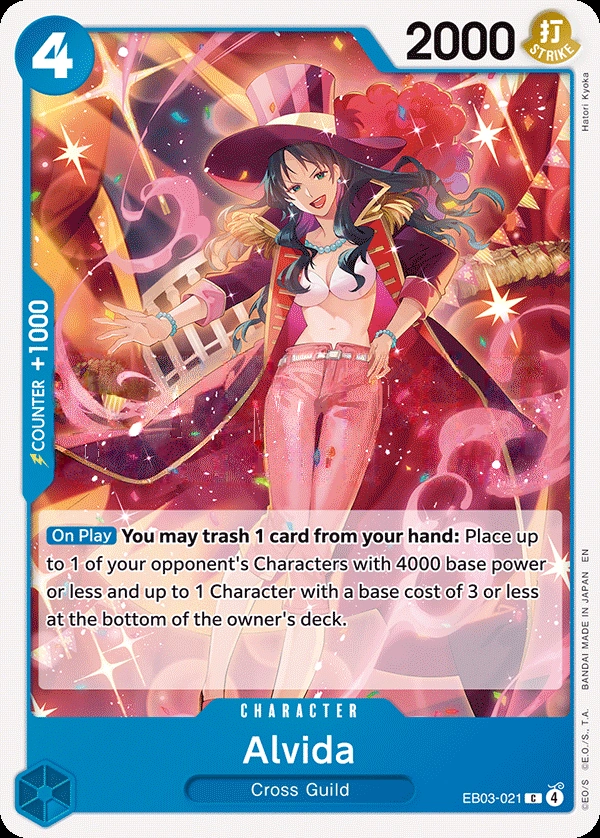 4
2000
打
STRIKE
Hatori Kyoka
COUNTER +1000
On Play You may trash 1 card from your hand: Place up
to 1 of your opponent's Characters with 4000 base power
or less and up to 1 Character with a base cost of 3 or less
at the bottom of the owner's deck.
CHARACTER
Alvida
Cross Guild
EB03-021 C 4
©EO/S ©E.O./S., T.A. BANDAI MADE IN JAPAN EN